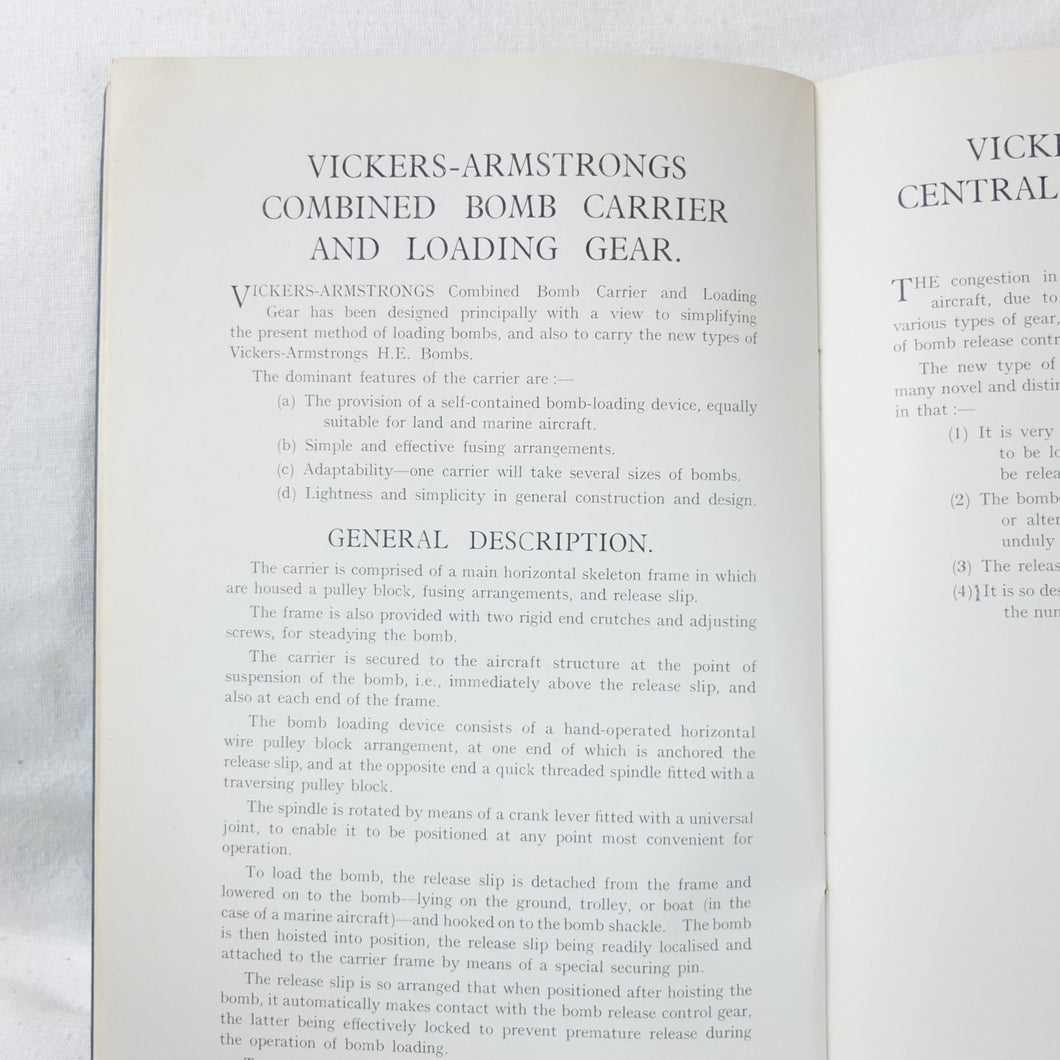 VICKERS-ARMSTRONGS
COMBINED BOMB CARRIER
AND LOADING GEAR.
VICKERS-ARMSTRONGS Combined Bomb Carrier and Loading
Gear has been designed principally with a view to simplifying
the present method of loading bombs, and also to carry the new types of
Vickers-Armstrongs H.E. Bombs.
The dominant features of the carrier are :—
(a) The provision of a self-contained bomb-loading device, equally
suitable for land and marine aircraft.
(b) Simple and effective fusing arrangements.
(c) Adaptability—one carrier will take several sizes of bombs.
(d) Lightness and simplicity in general construction and design.
GENERAL DESCRIPTION.
The carrier is comprised of a main horizontal skeleton frame in which
are housed a pulley block, fusing arrangements, and release slip.
The frame is also provided with two rigid end crutches and adjusting
screws, for steadying the bomb.
The carrier is secured to the aircraft structure at the point of
suspension of the bomb, i.e., immediately above the release slip, and
also at each end of the frame.
The bomb loading device consists of a hand-operated horizontal
wire pulley block arrangement, at one end of which is anchored the
release slip, and at the opposite end a quick threaded spindle fitted with a
traversing pulley block.
The spindle is rotated by means of a crank lever fitted with a universal
joint, to enable it to be positioned at any point most convenient for
operation.
To load the bomb, the release slip is detached from the frame and
lowered on to the bomb--lying on the ground, trolley, or boat (in the
case of a marine aircraft)—and hooked on to the bomb shackle. The bomb
is then hoisted into position, the release slip being readily localised and
attached to the carrier frame by means of a special securing pin.
The release slip is so arranged that when positioned after hoisting the
bomb, it automatically makes contact with the bomb release control gear,
the latter being effectively locked to prevent premature release during
the operation of bomb loading.
VICK
CENTRAL
THE congestion in
aircraft, due to
various types of gear,
of bomb release contr
The new type of
many novel and distin
in that :—
(1) It is very
to be lo
be relea
(2) The bomb
or alter
unduly
(3) The releas
(4) It is so des
the num